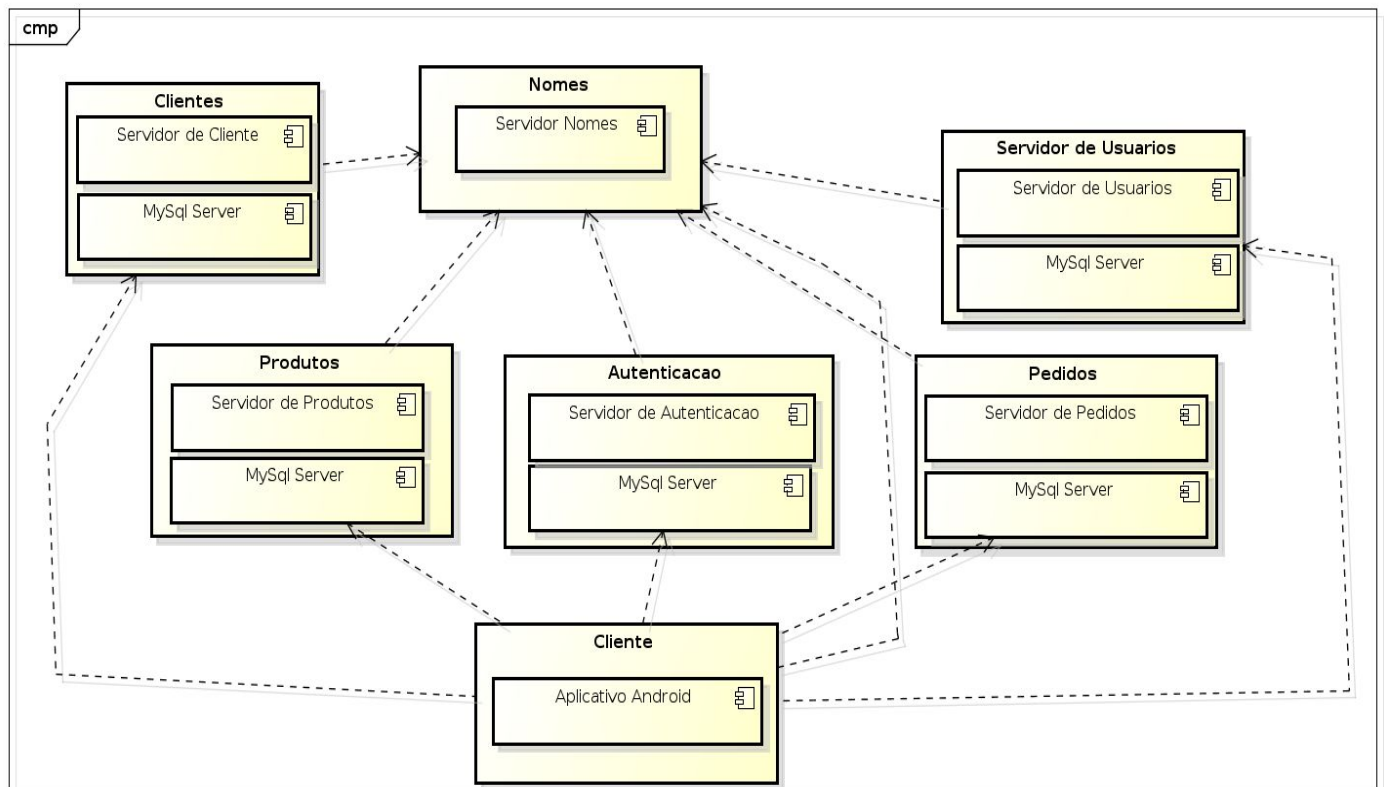 cmp
Clientes
Servidor de Cliente
MySql Server
Nomes
Servidor Nomes
Servidor de Usuarios
Servidor de Usuarios
MySql Server
Produtos
Servidor de Produtos
MySql Server
Autenticacao
Servidor de Autenticacao
MySql Server
Pedidos
Servidor de Pedidos
MySql Server
Cliente
Aplicativo Android